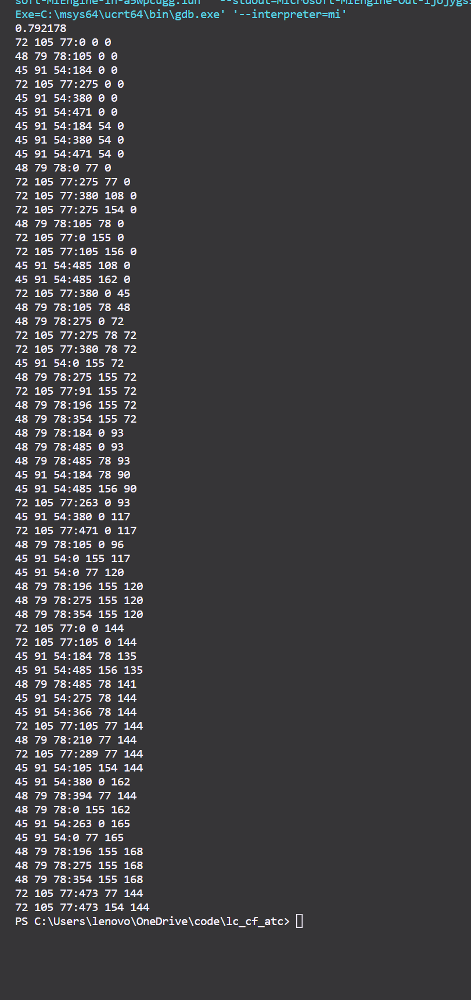 Exe=C:\msys64\ucrt64\bin\gdb.exe' '--interpreter=mi'
0.792178
72 105 77:0 0 0
48 79 78:105 0 0
45 91 54:184 0 0
72 105 77:275 0 0
45 91 54:380 0 0
45 91 54:471 0 0
45 91 54:184 54 0
45 91 54:380 54 0
45 91 54:471 54 0
48 79 78:0 77 0
72 105 77:275 77 0
72 105 77:380 108 0
72 105 77:275 154 0
48 79 78:105 78 0
72 105 77:0 155 0
72 105 77:105 156 0
45 91 54:485 108 0
45 91 54:485 162 0
72 105 77:380 0 45
48 79 78:105 78 48
48 79 78:275 0 72
72 105 77:275 78 72
72 105 77:380 78 72
45 91 54:0 155 72
48 79 78:275 155 72
72 105 77:91 155 72
48 79 78:196 155 72
48 79 78:354 155 72
48 79 78:184 0 93
48 79 78:485 0 93
48 79 78:485 78 93
45 91 54:184 78 90
45 91 54:485 156 90
72 105 77:263 0 93
45 91 54:380 0 117
72 105 77:471 0 117
48 79 78:105 0 96
45 91 54:0 155 117
45 91 54:0 77 120
48 79 78:196 155 120
48 79 78:275 155 120
48 79 78:354 155 120
72 105 77:0 0 144
72 105 77:105 0 144
45 91 54:184 78 135
45 91 54:485 156 135
48 79 78:485 78 141
45 91 54:275 78 144
45 91 54:366 78 144
72 105 77:105 77 144
48 79 78:210 77 144
72 105 77:289 77 144
45 91 54:105 154 144
45 91 54:380 0 162
48 79 78:394 77 144
48 79 78:0 155 162
45 91 54:263 0 165
45 91 54:0 77 165
48 79 78:196 155 168
48 79 78:275 155 168
48 79 78:354 155 168
72 105 77:473 77 144
72 105 77:473 154 144
PS C:\Users\lenovo\OneDrive\code\lc_cf_atc>